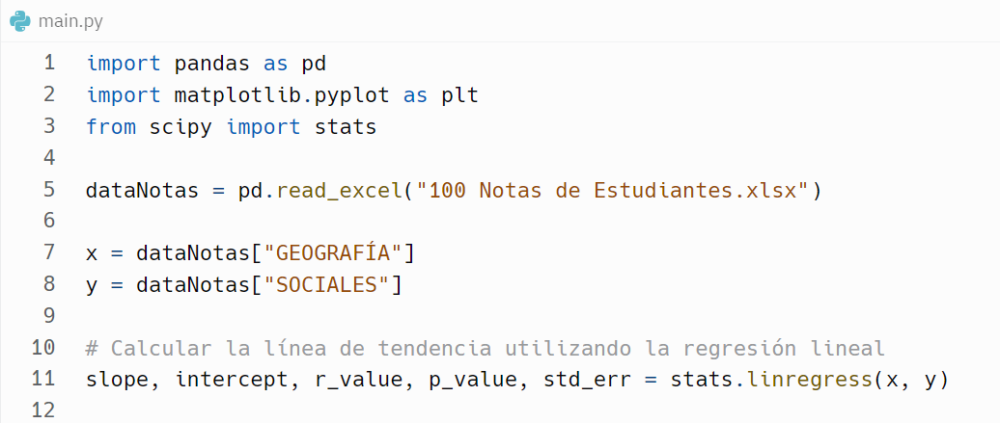 main.py
1 import pandas as pd
2 import matplotlib.pyplot as plt
3 from scipy import stats
4
5 dataNotas = pd.read_excel("100 Notas de Estudiantes.xlsx")
6
7 x = dataNotas["GEOGRAFÍA"]
8 y = dataNotas["SOCIALES"]
9
10 # Calcular la línea de tendencia utilizando la regresión lineal
11 slope, intercept, r_value, p_value, std_err = stats.linregress(x, y)
12